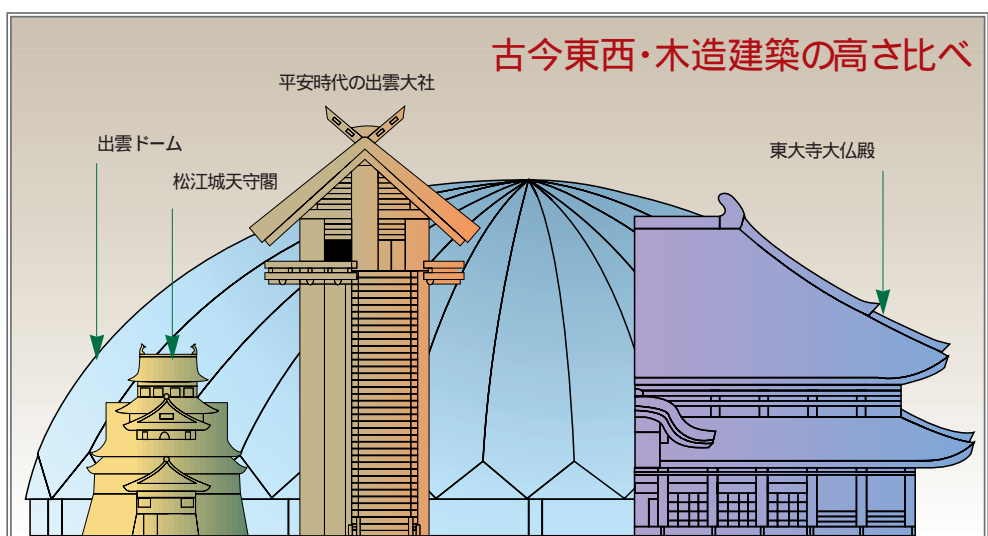 古今東西・木造建築の高さ比べ
平安時代の出雲大社
出雲ドーム
松江城天守閣
東大寺大仏殿